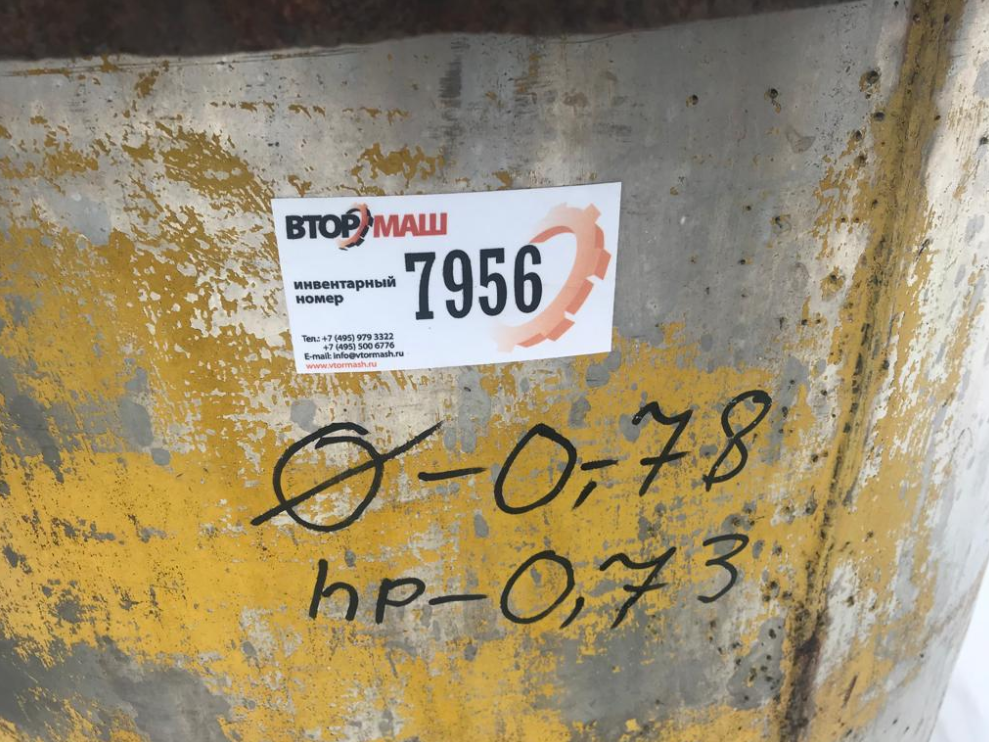 ВТОРМАШ
инвентарный
номер
7956
Тел.: +7 (495) 979 3322
+7 (495) 500 6776
E-mail: info@vtormash.ru
www.vtormash.ru
Ø-0,78
hр-0,73